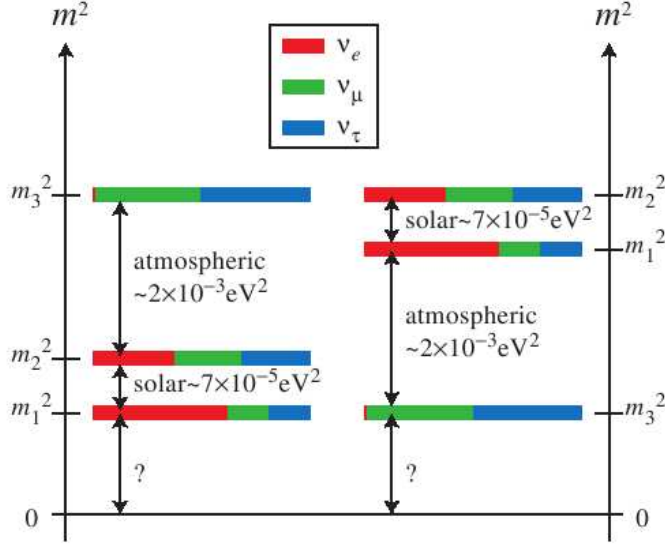 m²
m²
ν_e
ν_μ
ν_τ
m₃²
m₂²
solar~7×10⁻⁵eV²
m₁²
atmospheric
~2×10⁻³eV²
atmospheric
~2×10⁻³eV²
m₂²
solar~7×10⁻⁵eV²
m₁²
m₃²
?
?
0
0